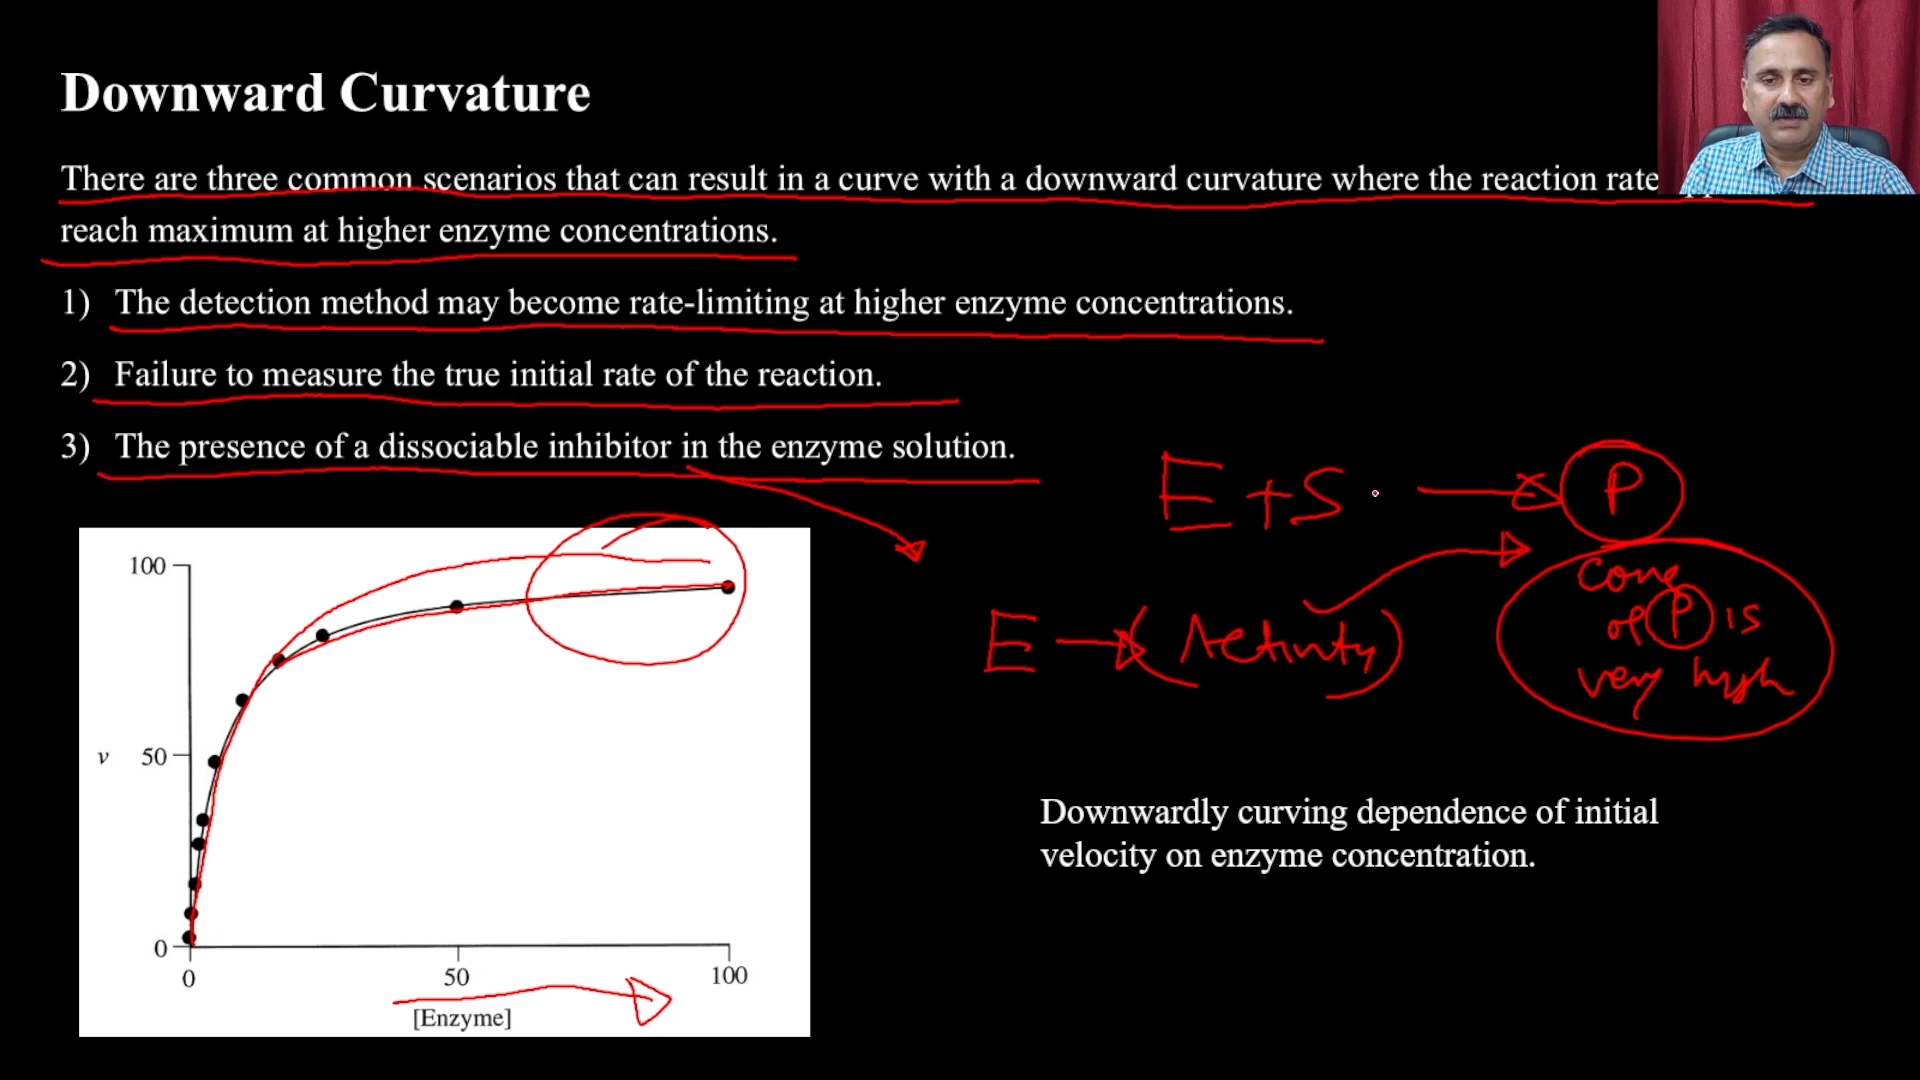 Downward Curvature
There are three common scenarios that can result in a curve with a downward curvature where the reaction rate
reach maximum at higher enzyme concentrations.
1) The detection method may become rate-limiting at higher enzyme concentrations.
2) Failure to measure the true initial rate of the reaction.
3) The presence of a dissociable inhibitor in the enzyme solution.
E + S → P
conc
of P is
very high
E → (Activity)
100
v 50
0
0 50 100
[Enzyme]
Downwardly curving dependence of initial
velocity on enzyme concentration.